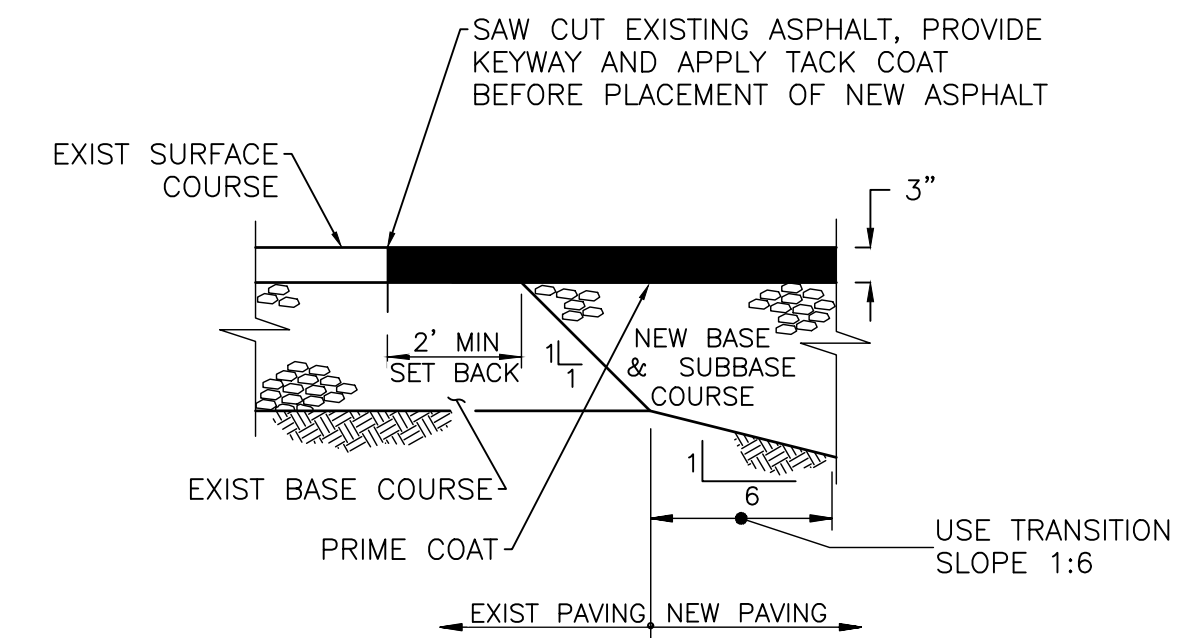 SAW CUT EXISTING ASPHALT, PROVIDE
KEYWAY AND APPLY TACK COAT
BEFORE PLACEMENT OF NEW ASPHALT
EXIST SURFACE
COURSE
3"
2' MIN
SET BACK
1
1
NEW BASE
& SUBBASE
COURSE
1
6
EXIST BASE COURSE
PRIME COAT
USE TRANSITION
SLOPE 1:6
EXIST PAVING
NEW PAVING